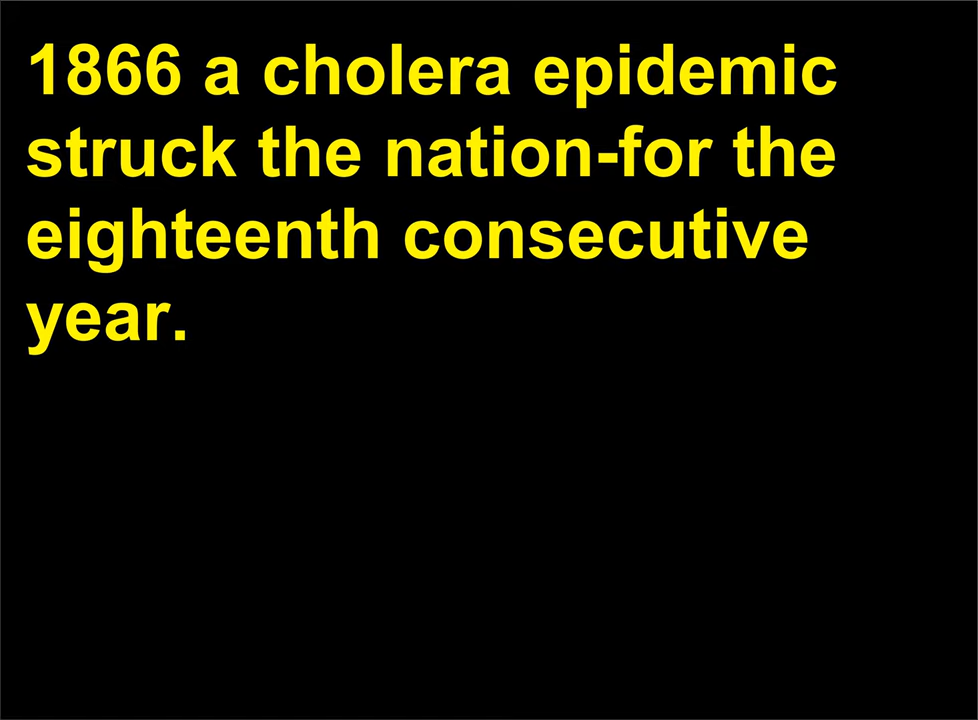 1866 a cholera epidemic
struck the nation-for the
eighteenth consecutive
year.